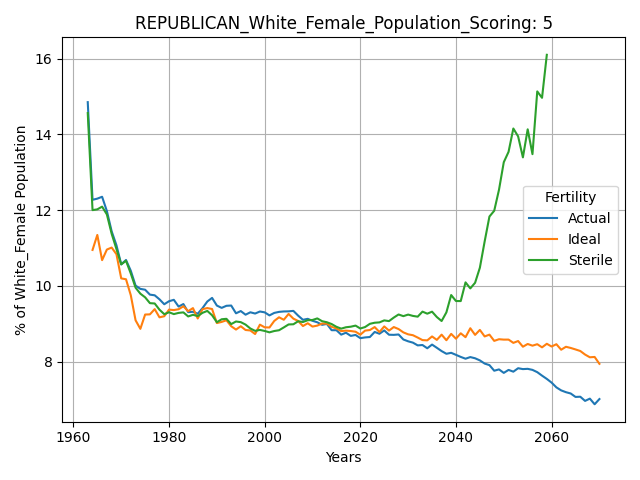 REPUBLICAN_White_Female_Population_Scoring: 5
% of White_Female Population
16
14
12
10
8
Fertility
Actual
Ideal
Sterile
1960 1980 2000 2020 2040 2060
Years